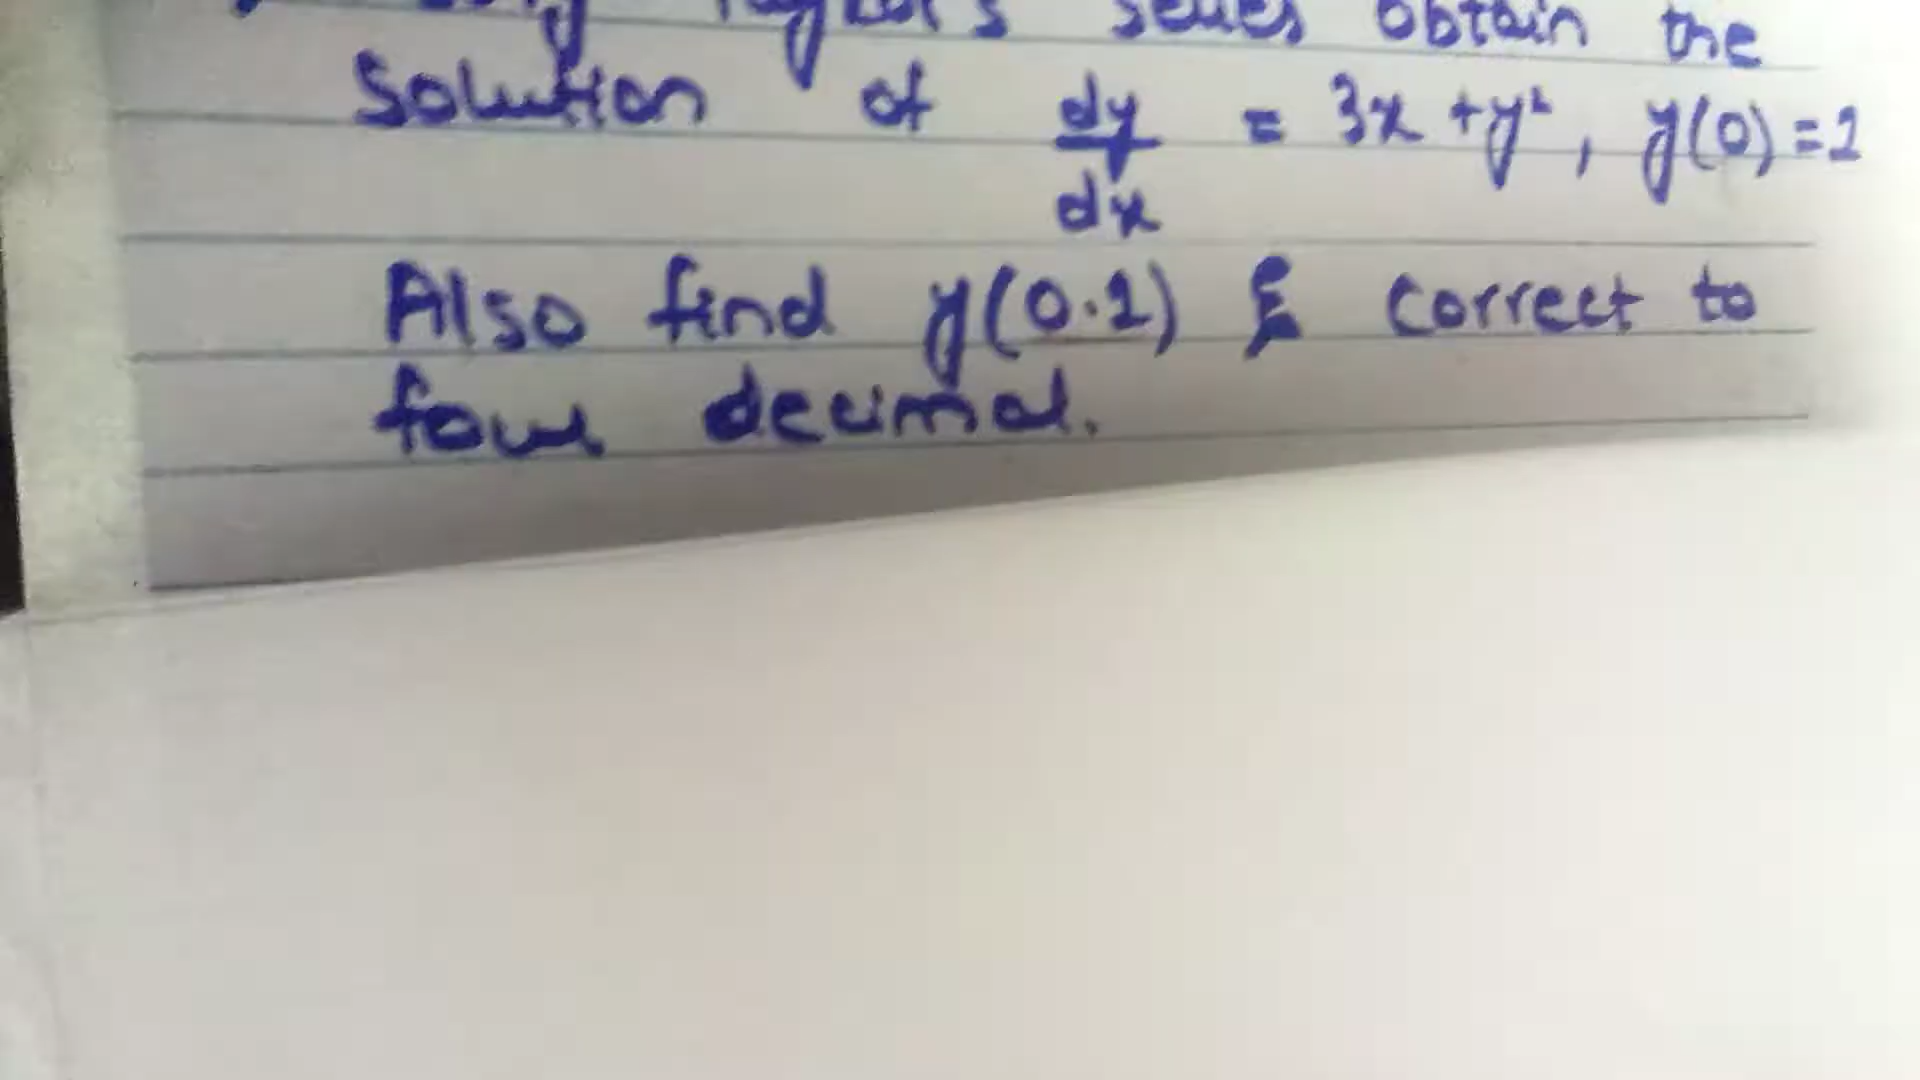 Taylor's series obtain the
Solution of dy/dx = 3x + y², y(0) = 1
Also find y(0.1) & correct to
four decimal.